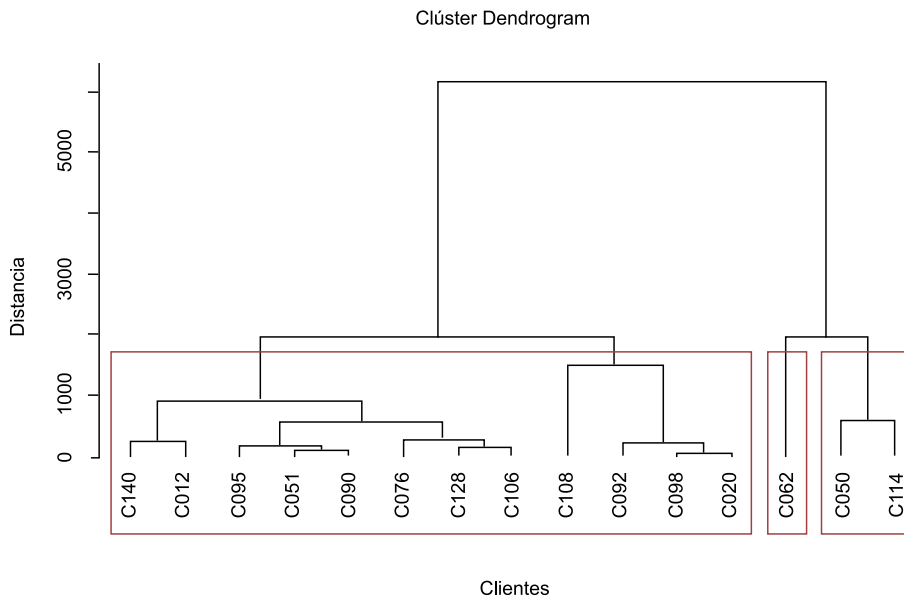 Clúster Dendrogram
Distancia
5000
3000
1000
0
C140 C012 C095 C051 C090 C076 C128 C106 C108 C092 C098 C020 C062 C050 C114
Clientes